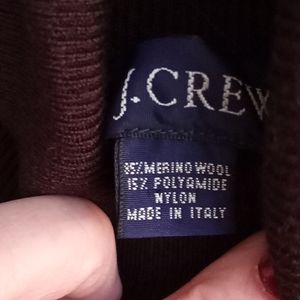 J.CREW
85% MERINO WOOL
15% POLYAMIDE
NYLON
MADE IN ITALY